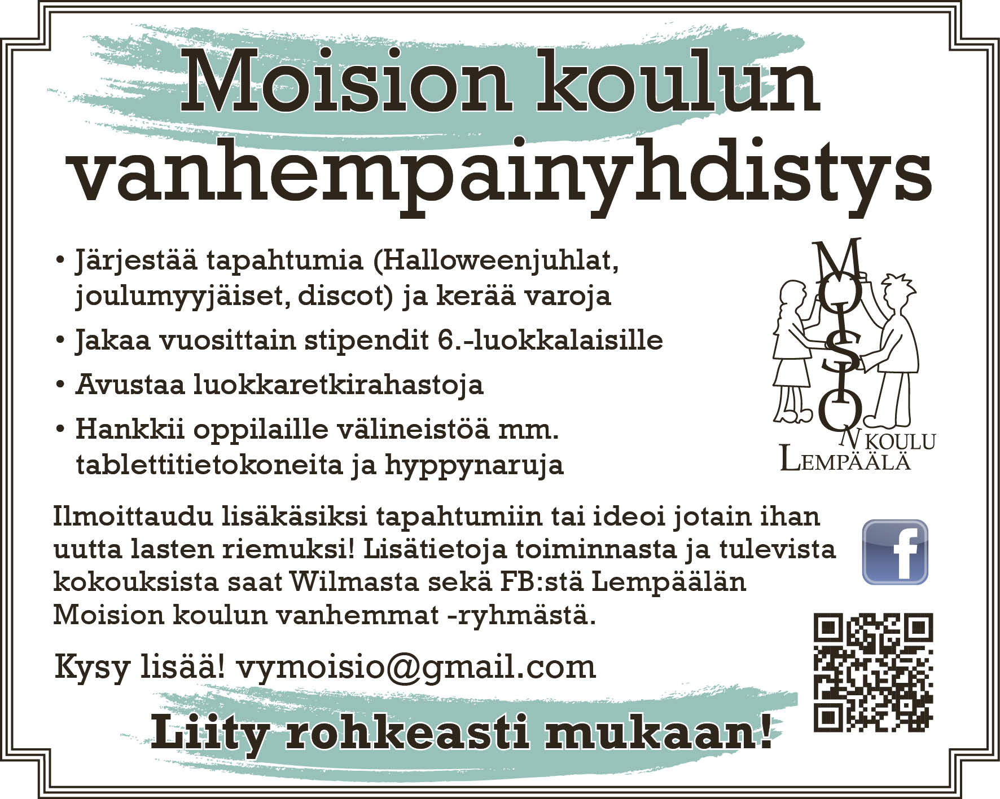 Moision koulun
vanhempainyhdistys
• Järjestää tapahtumia (Halloweenjuhlat,
joulumyyjäiset, discot) ja kerää varoja
• Jakaa vuosittain stipendit 6.-luokkalaisille
• Avustaa luokkaretkirahastoja
• Hankkii oppilaille välineistöä mm.
tablettitietokoneita ja hyppynaruja
MOISION KOULU
LEMPÄÄLÄ
Ilmoittaudu lisäkäsiksi tapahtumiin tai ideoi jotain ihan
uutta lasten riemuksi! Lisätietoja toiminnasta ja tulevista
kokouksista saat Wilmasta sekä FB:stä Lempäälän
Moision koulun vanhemmat -ryhmästä.
f
Kysy lisää! vymoisio@gmail.com
Liity rohkeasti mukaan!